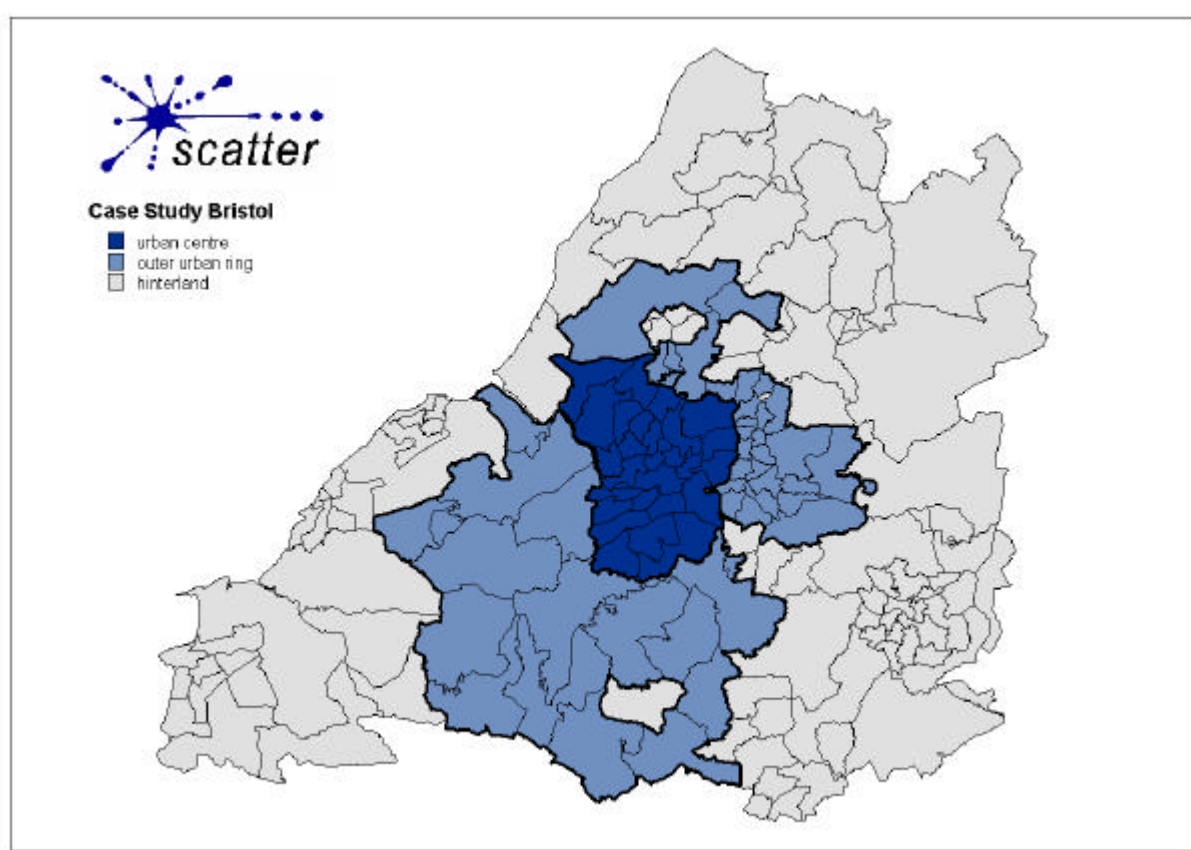 scatter
Case Study Bristol
urban centre
outer urban ring
hinterland